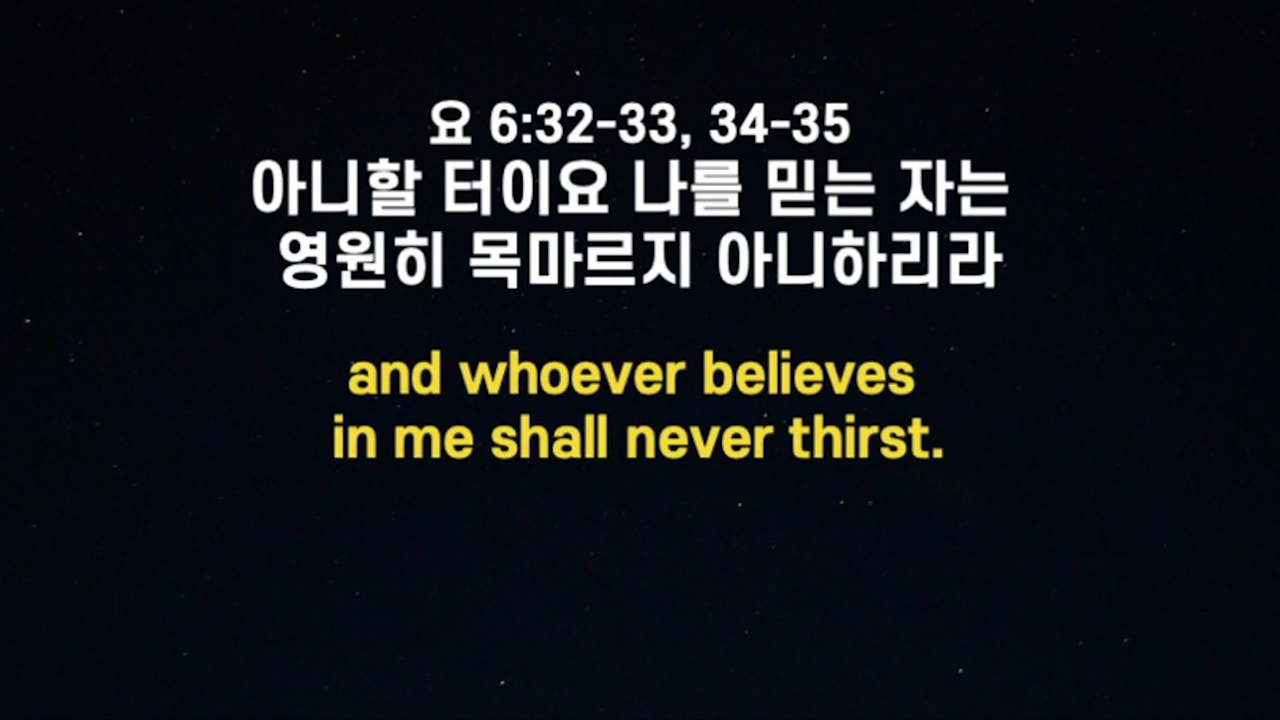 요 6:32-33, 34-35
아니할 터이요 나를 믿는 자는
영원히 목마르지 아니하리라
and whoever believes
in me shall never thirst.